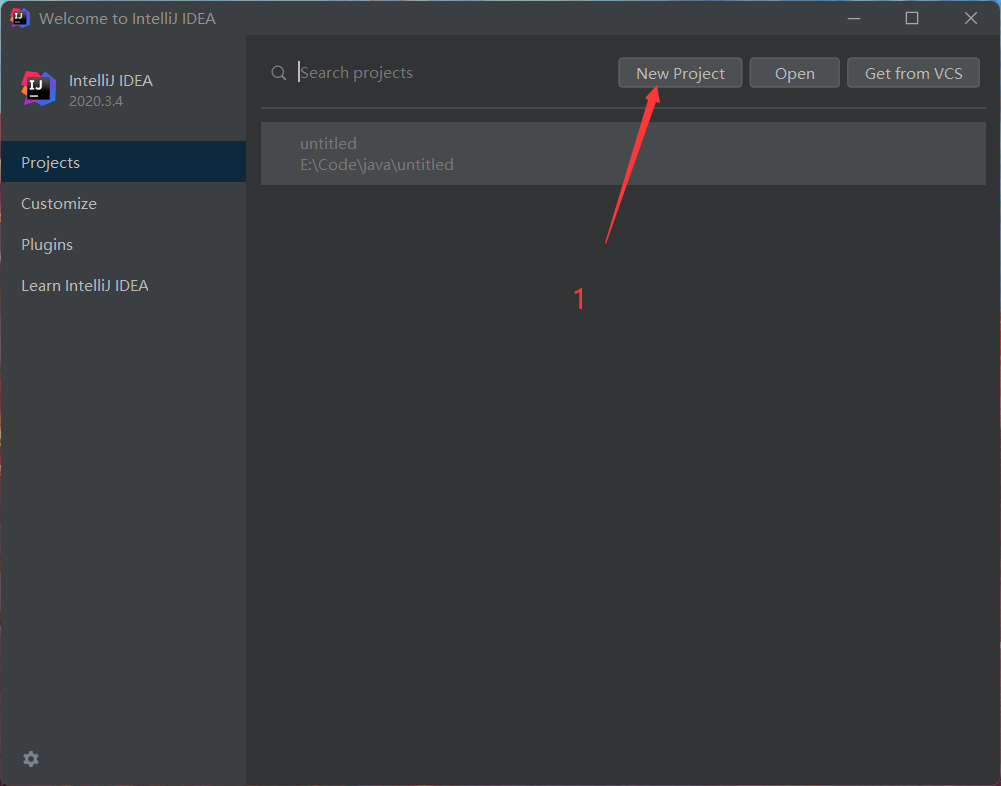 Welcome to IntelliJ IDEA
IntelliJ IDEA
2020.3.4
Projects
Customize
Plugins
Learn IntelliJ IDEA
Search projects
New Project
Open
Get from VCS
untitled
E:\Code\java\untitled
1